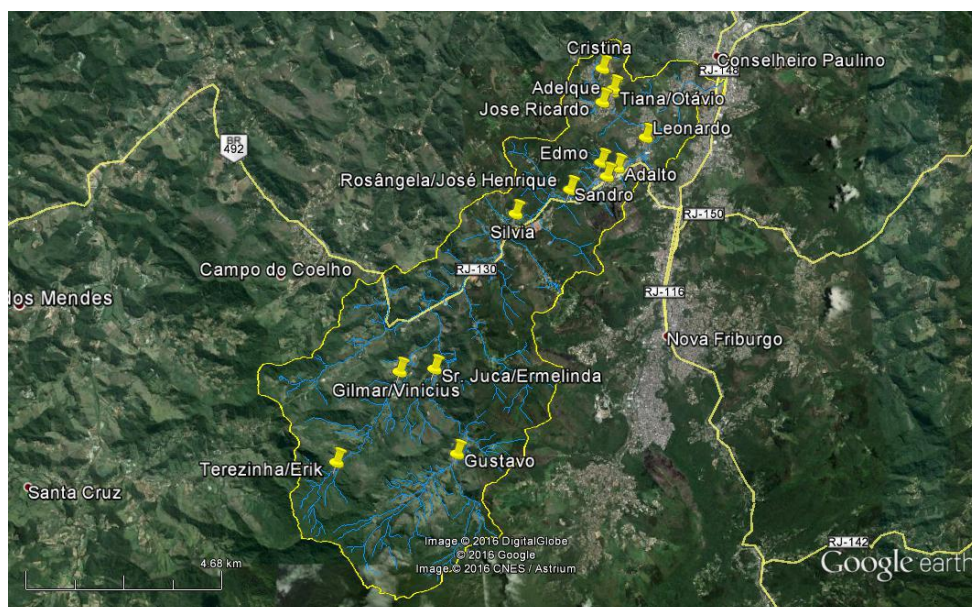 Cristina
Conselheiro Paulino
RJ-148
Adelque
Tiana/Otávio
Jose Ricardo
Leonardo
BR
492
Edmo
Adalto
Rosângela/José Henrique
Sandro
RJ-150
Silvia
Campo do Coelho
RJ-130
RJ-116
dos Mendes
Nova Friburgo
Sr. Juca/Ermelinda
Gilmar/Vinicius
Terezinha/Erik
Gustavo
Santa Cruz
Image © 2016 DigitalGlobe
© 2016 Google
Image © 2016 CNES / Astrium
RJ-142
4.68 km
Google earth